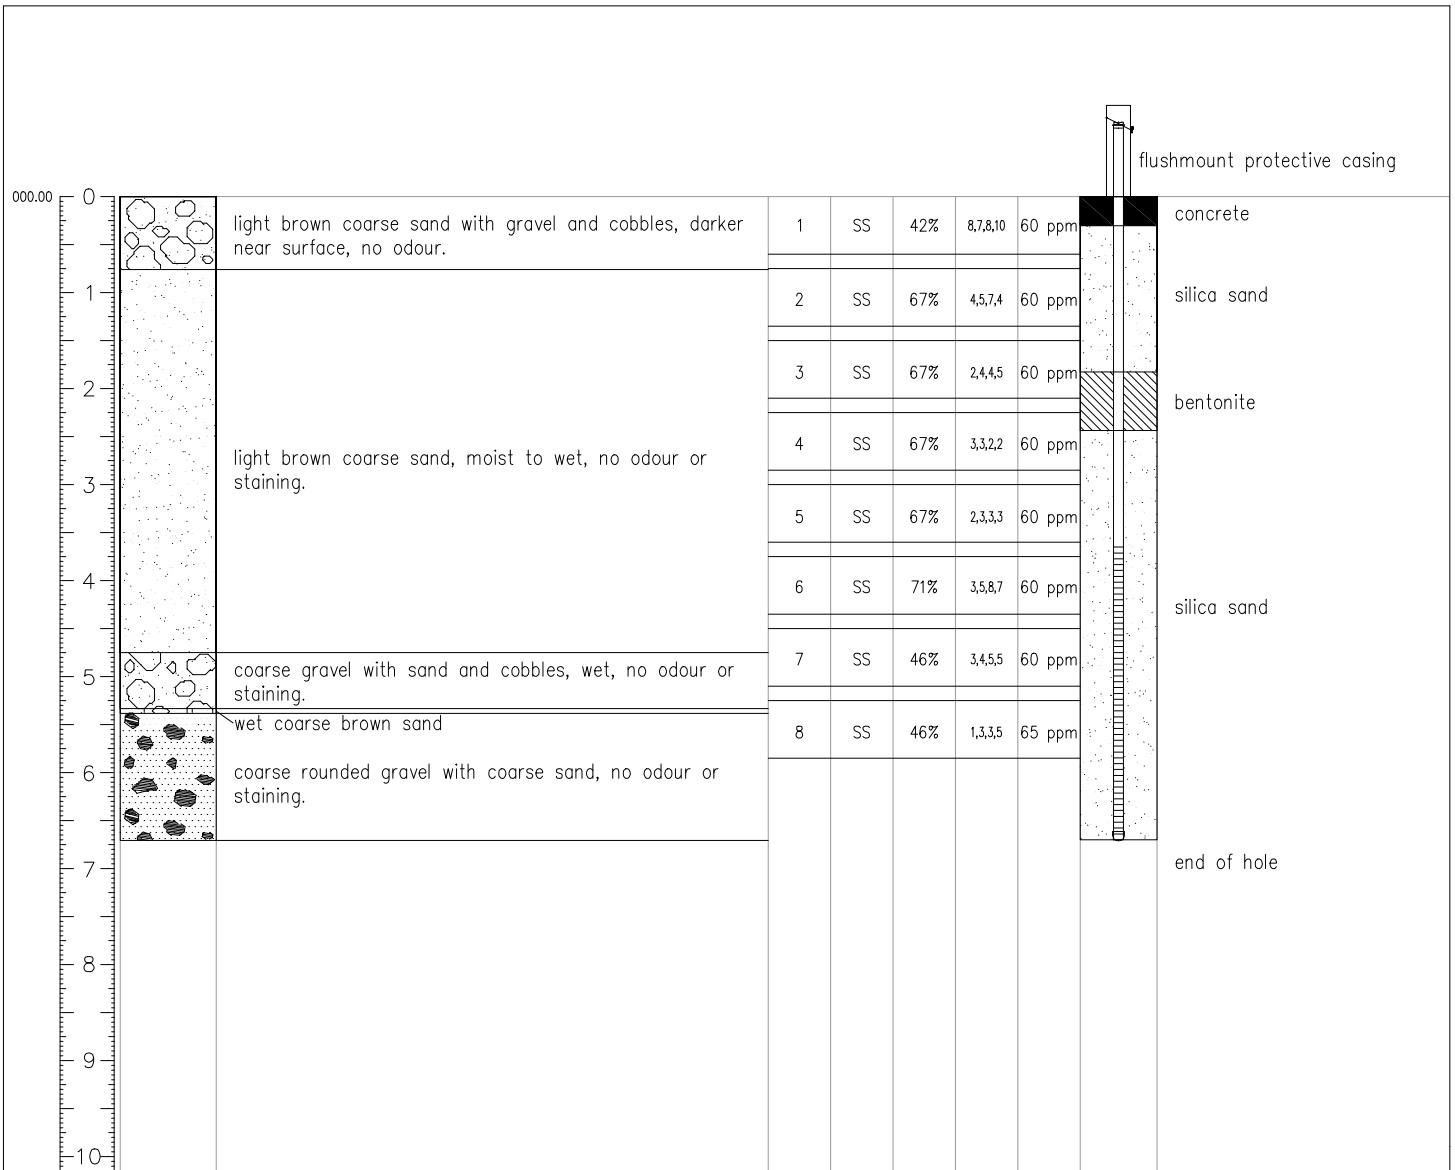 flushmount protective casing
000.00
0
concrete
light brown coarse sand with gravel and cobbles, darker
near surface, no odour.
1 SS 42% 8,7,8,10 60 ppm
1
silica sand
2 SS 67% 4,5,7,4 60 ppm
2
3 SS 67% 2,4,4,5 60 ppm
bentonite
4 SS 67% 3,3,2,2 60 ppm
light brown coarse sand, moist to wet, no odour or
staining.
3
5 SS 67% 2,3,3,3 60 ppm
4
6 SS 71% 3,5,8,7 60 ppm
silica sand
coarse gravel with sand and cobbles, wet, no odour or
staining.
7 SS 46% 3,4,5,5 60 ppm
5
wet coarse brown sand
8 SS 46% 1,3,3,5 65 ppm
6
coarse rounded gravel with coarse sand, no odour or
staining.
7
end of hole
8
9
10